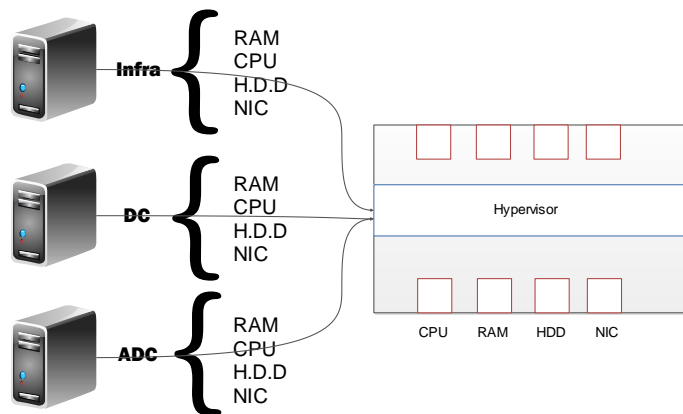 Infra
RAM
CPU
H.D.D
NIC
DC
RAM
CPU
H.D.D
NIC
ADC
RAM
CPU
H.D.D
NIC
Hypervisor
CPU RAM HDD NIC